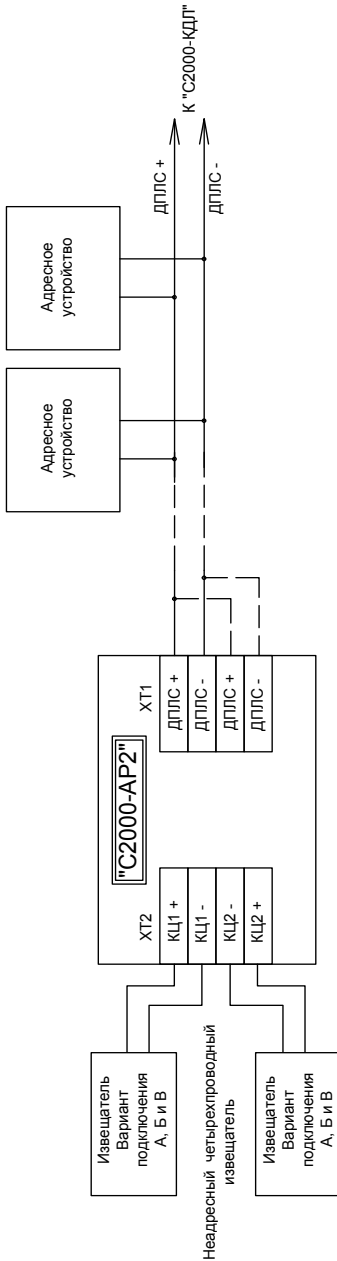 Адресное
устройство
Адресное
устройство
ДПЛС +
К "С2000-КДЛ"
ДПЛС -
"С2000-АР2"
ХТ2
ХТ1
КЦ1 +
КЦ1 -
КЦ2 -
КЦ2 +
ДПЛС +
ДПЛС -
ДПЛС +
ДПЛС -
Извещатель
Вариант
подключения
А, Б и В
Неадресный четырехпроводный
извещатель
Извещатель
Вариант
подключения
А, Б и В